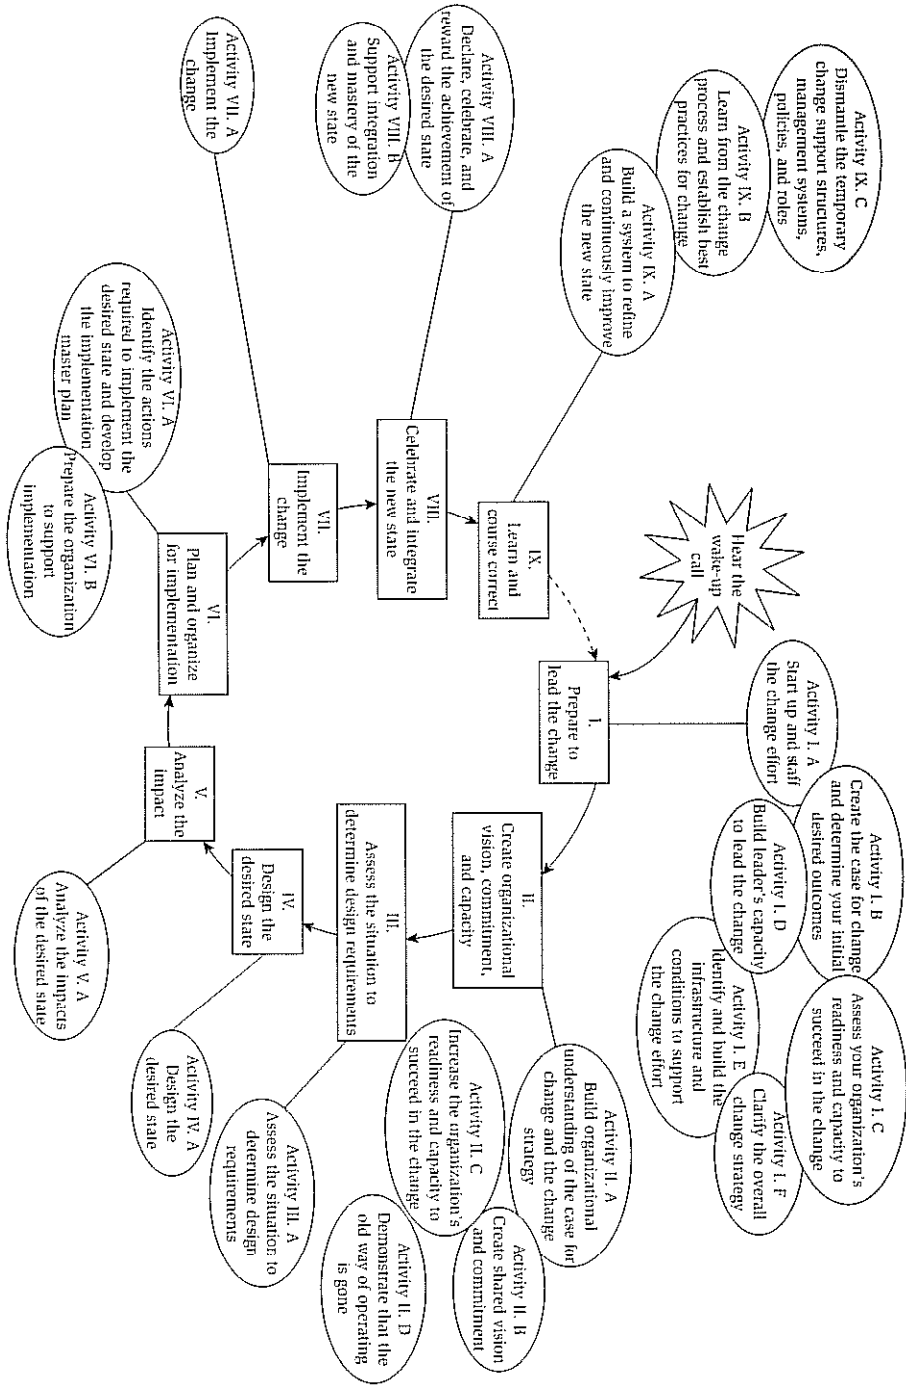 Hear the
wake-up
call
I.
Prepare to
lead the change
Activity I. A
Start up and staff
the change effort
Activity I. B
Create the case for change
and determine your initial
desired outcomes
Activity I. C
Assess your organization's
readiness and capacity to
succeed in the change
Activity I. D
Build leader's capacity
to lead the change
Activity I. E
Identify and build the
infrastructure and
conditions to support
the change effort
Activity I. F
Clarify the overall
change strategy
II.
Create organizational
vision, commitment,
and capacity
Activity II. A
Build organizational
understanding of the case for
change and the change
strategy
Activity II. B
Create shared vision
and commitment
Activity II. C
Increase the organization's
readiness and capacity to
succeed in the change
Activity II. D
Demonstrate that the
old way of operating
is gone
III.
Assess the situation to
determine design requirements
Activity III. A
Assess the situation to
determine design
requirements
IV.
Design the
desired state
Activity IV. A
Design the
desired state
V.
Analyze the
impact
Activity V. A
Analyze the impacts
of the desired state
VI.
Plan and organize
for implementation
Activity VI. A
Identify the actions
required to implement the
desired state and develop
the implementation
master plan
Activity VI. B
Prepare the organization
to support
implementation
VII.
Implement the
change
Activity VII. A
Implement the
change
VIII.
Celebrate and integrate
the new state
Activity VIII. A
Declare, celebrate, and
reward the achievement of
the desired state
Activity VIII. B
Support integration
and mastery of the
new state
IX.
Learn and
course correct
Activity IX. A
Build a system to refine
and continuously improve
the new state
Activity IX. B
Learn from the change
process and establish best
practices for change
Activity IX. C
Dismantle the temporary
change support structures,
management systems,
policies, and roles